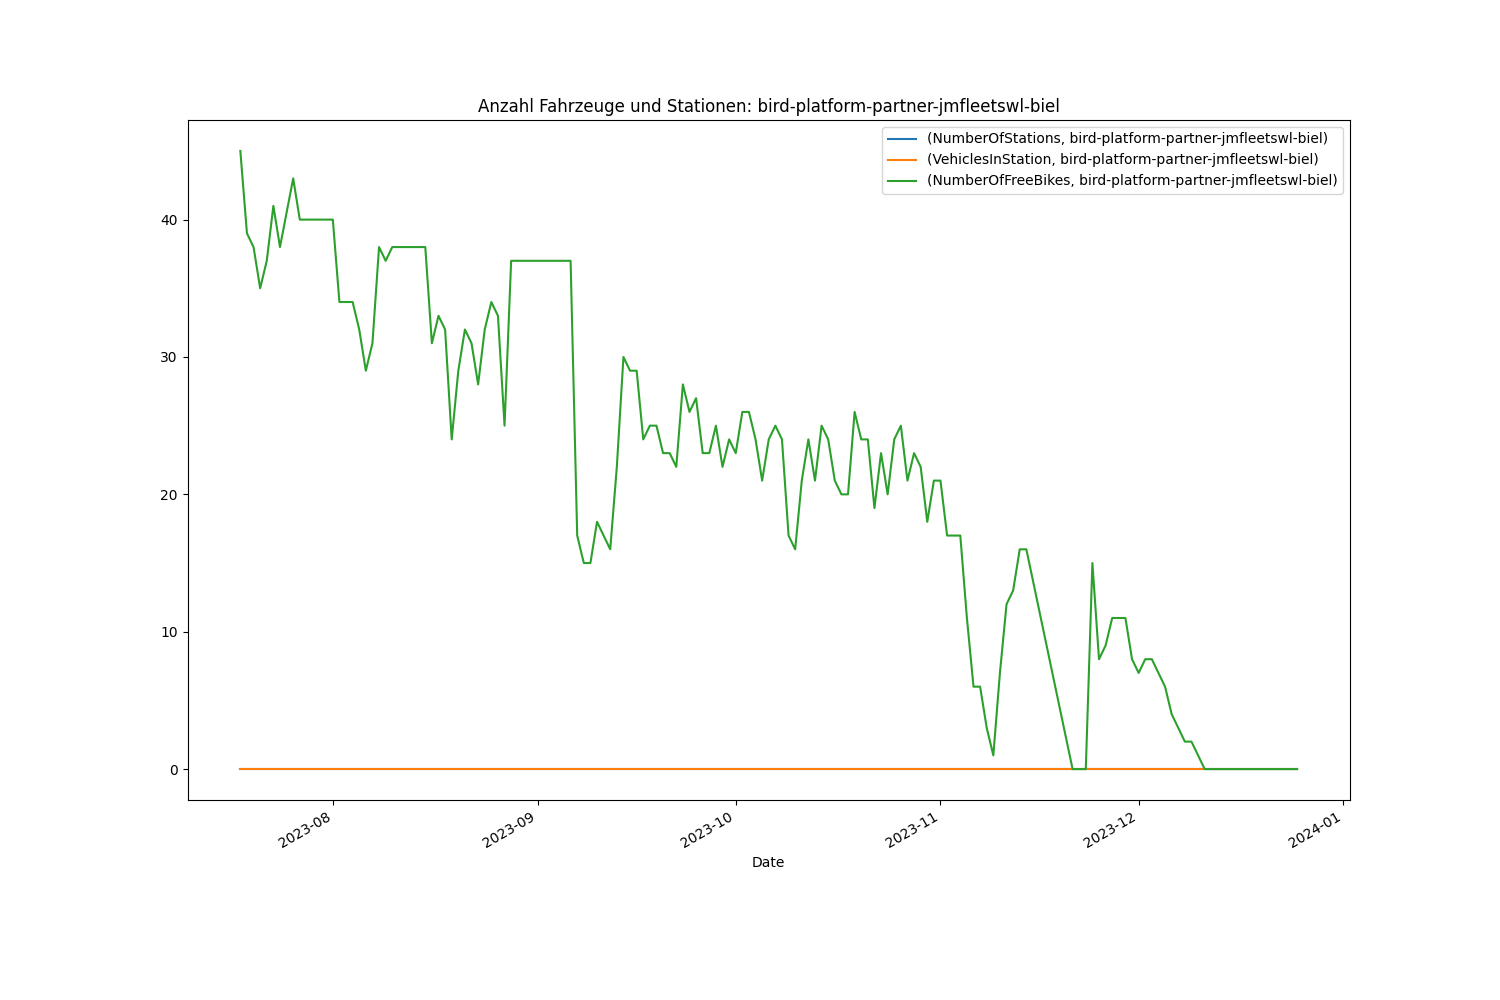 Anzahl Fahrzeuge und Stationen: bird-platform-partner-jmfleetswl-biel
(NumberOfStations, bird-platform-partner-jmfleetswl-biel)
(VehiclesInStation, bird-platform-partner-jmfleetswl-biel)
(NumberOfFreeBikes, bird-platform-partner-jmfleetswl-biel)
40
30
20
10
0
2023-08
2023-09
2023-10
2023-11
2023-12
2024-01
Date